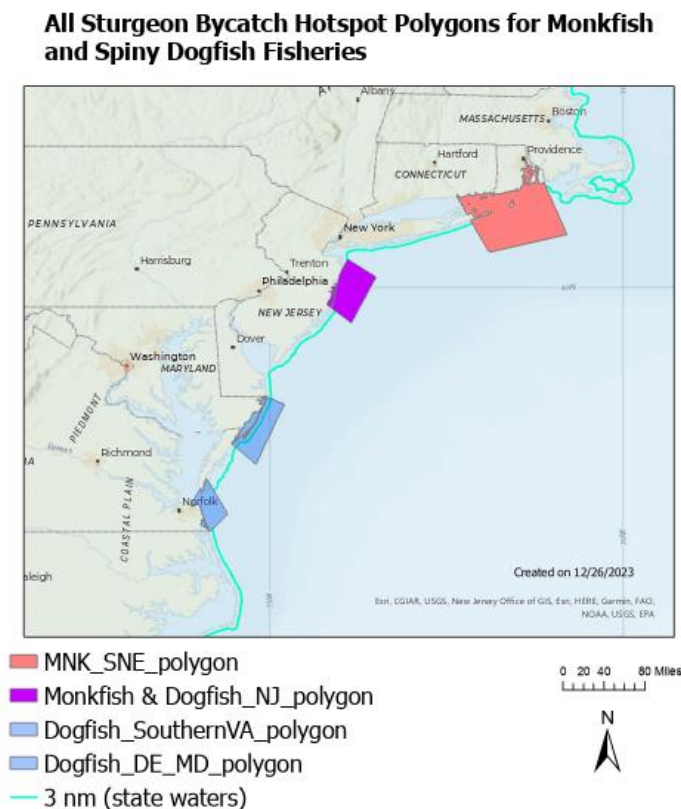 All Sturgeon Bycatch Hotspot Polygons for Monkfish
and Spiny Dogfish Fisheries
Albany
Boston
MASSACHUSETTS
Providence
Hartford
CONNECTICUT
PENNSYLVANIA
New York
Harrisburg
Trenton
Philadelphia
NEW JERSEY
Dover
Washington
MARYLAND
PIEDMONT
Richmond
COASTAL PLAIN
Norfolk
aleigh
Created on 12/26/2023
Esri, CGIAR, USGS, New Jersey Office of GIS, Esri, HERE, Garmin, FAO,
NOAA, USGS, EPA
MNK_SNE_polygon
Monkfish & Dogfish_NJ_polygon
Dogfish_SouthernVA_polygon
Dogfish_DE_MD_polygon
3 nm (state waters)
0 20 40 80 Miles
N